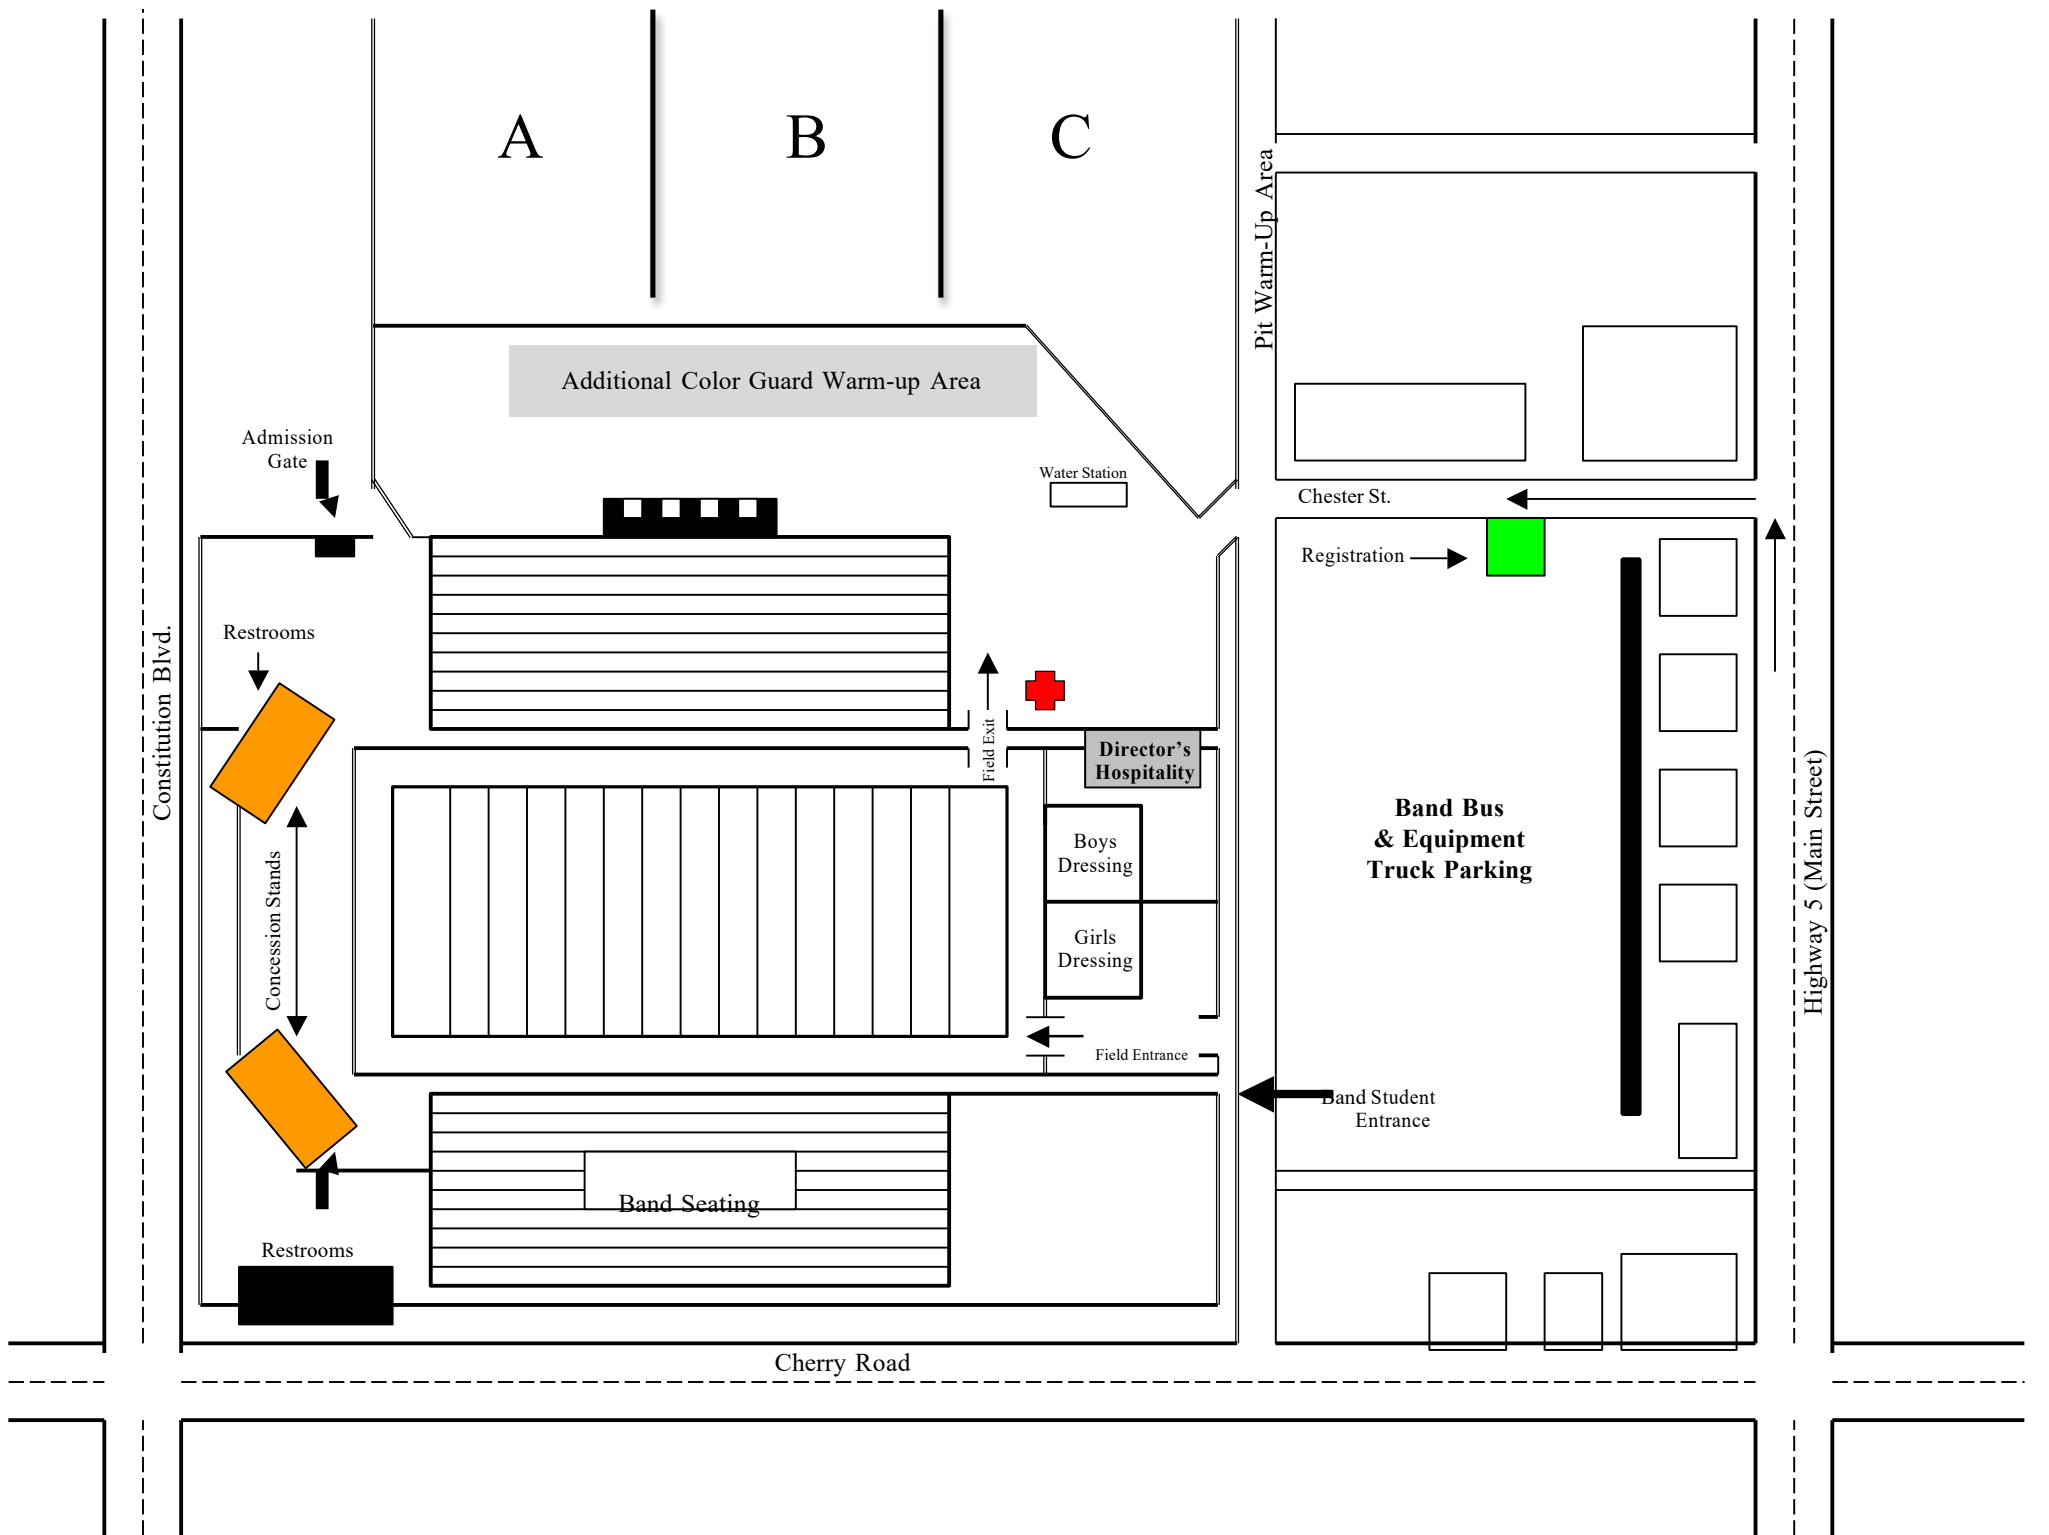 A
B
C
Pit Warm-Up Area
Additional Color Guard Warm-up Area
Admission
Gate
Water Station
Chester St.
Registration
Restrooms
Constitution Blvd.
Field Exit
Director’s
Hospitality
Highway 5 (Main Street)
Band Bus
& Equipment
Truck Parking
Boys
Dressing
Concession Stands
Girls
Dressing
Field Entrance
Band Student
Entrance
Band Seating
Restrooms
Cherry Road